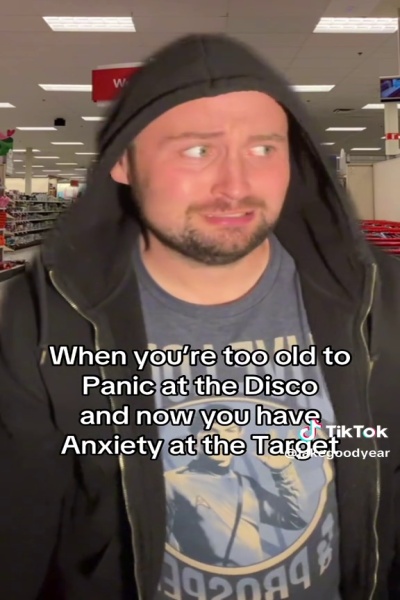 When you're too old to
Panic at the Disco
and now you have
Anxiety at the Target
TikTok
@jakegoodyear
& PROSPE